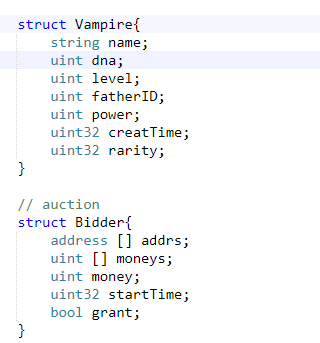 struct Vampire{
string name;
uint dna;
uint level;
uint fatherID;
uint power;
uint32 creatTime;
uint32 rarity;
}
// auction
struct Bidder{
address [] addrs;
uint [] moneys;
uint money;
uint32 startTime;
bool grant;
}